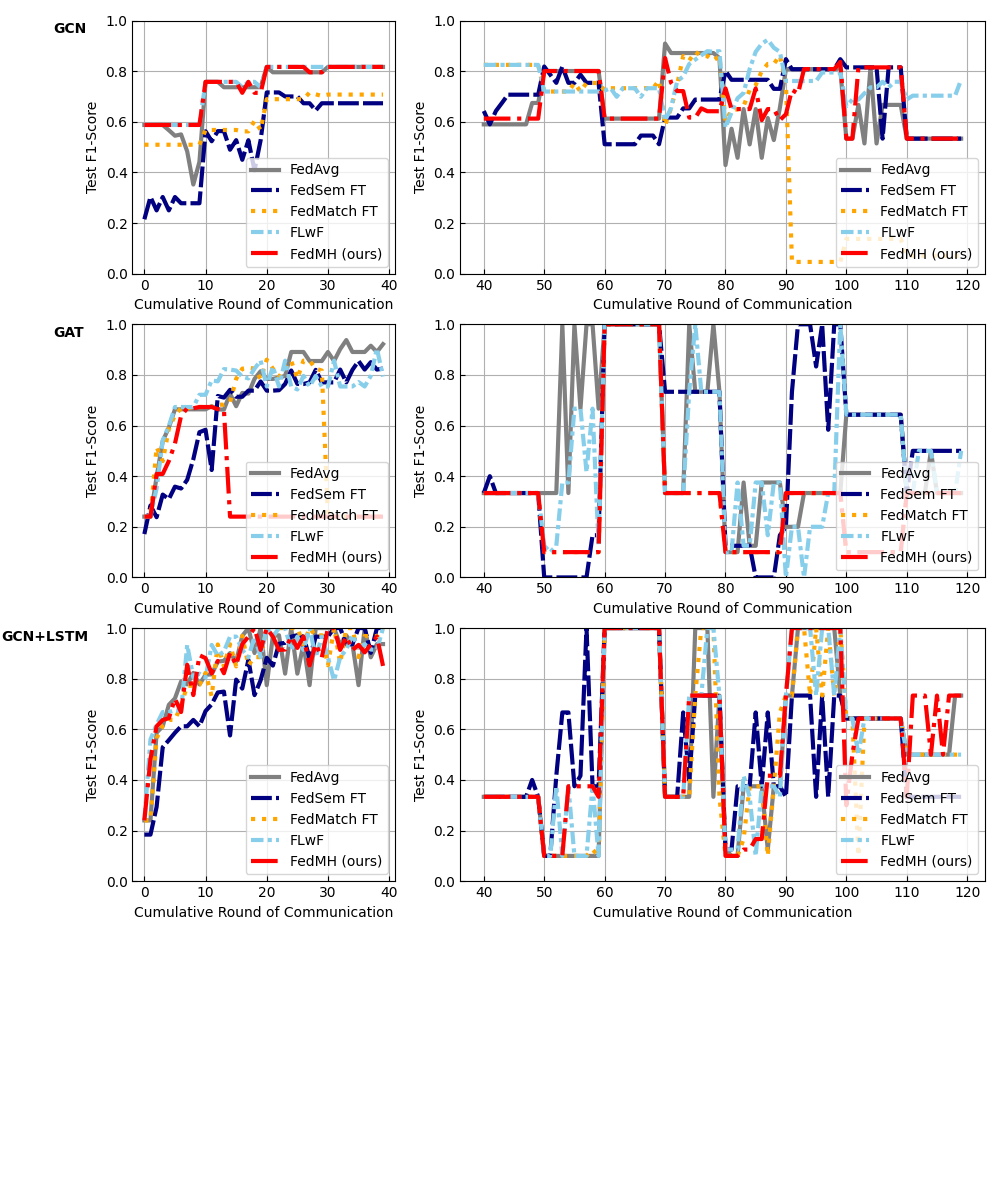 GCN
Test F1-Score
1.0
0.8
0.6
0.4
0.2
0.0
0 10 20 30 40
Cumulative Round of Communication
FedAvg
FedSem FT
FedMatch FT
FLwF
FedMH (ours)
Test F1-Score
1.0
0.8
0.6
0.4
0.2
0.0
40 50 60 70 80 90 100 110 120
Cumulative Round of Communication
FedAvg
FedSem FT
FedMatch FT
FLwF
FedMH (ours)
GAT
Test F1-Score
1.0
0.8
0.6
0.4
0.2
0.0
0 10 20 30 40
Cumulative Round of Communication
FedAvg
FedSem FT
FedMatch FT
FLwF
FedMH (ours)
Test F1-Score
1.0
0.8
0.6
0.4
0.2
0.0
40 50 60 70 80 90 100 110 120
Cumulative Round of Communication
FedAvg
FedSem FT
FedMatch FT
FLwF
FedMH (ours)
GCN+LSTM
Test F1-Score
1.0
0.8
0.6
0.4
0.2
0.0
0 10 20 30 40
Cumulative Round of Communication
FedAvg
FedSem FT
FedMatch FT
FLwF
FedMH (ours)
Test F1-Score
1.0
0.8
0.6
0.4
0.2
0.0
40 50 60 70 80 90 100 110 120
Cumulative Round of Communication
FedAvg
FedSem FT
FedMatch FT
FLwF
FedMH (ours)